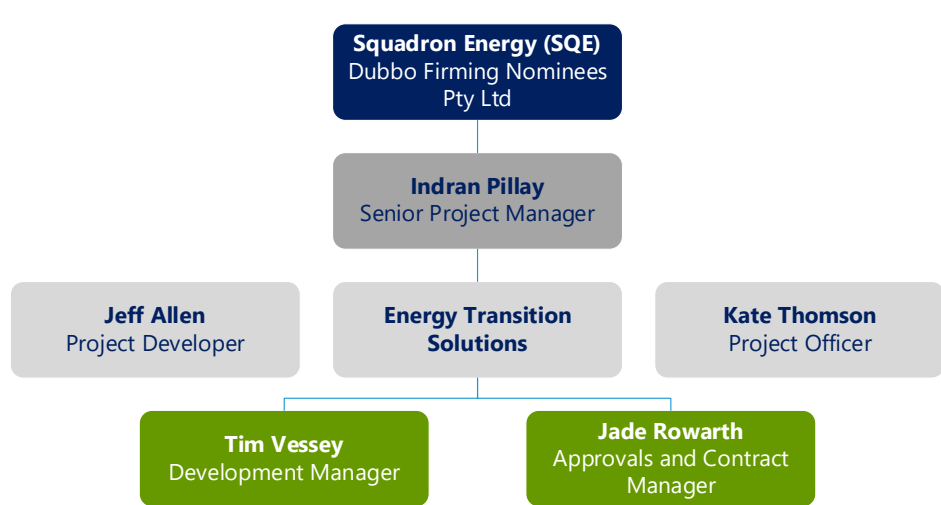 Squadron Energy (SQE)
Dubbo Firming Nominees
Pty Ltd
Indran Pillay
Senior Project Manager
Jeff Allen
Project Developer
Energy Transition
Solutions
Kate Thomson
Project Officer
Tim Vessey
Development Manager
Jade Rowarth
Approvals and Contract
Manager